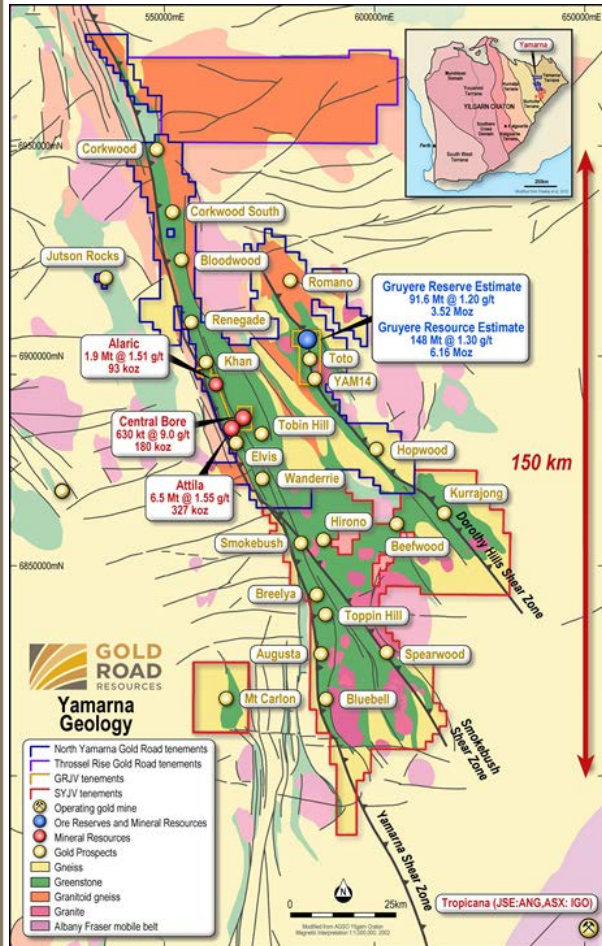 550000mE
600000mE
650000mE
6950000mN
6900000mN
6850000mN
Yamarna
YILGARN CRATON
Perth
Kalgoorlie
South West
Terrane
250km
Corkwood
Corkwood South
Jutson Rocks
Bloodwood
Romano
Gruyere Reserve Estimate
91.6 Mt @ 1.20 g/t
3.52 Moz
Gruyere Resource Estimate
148 Mt @ 1.30 g/t
6.16 Moz
Renegade
Alaric
1.9 Mt @ 1.51 g/t
93 koz
Khan
Toto
YAM14
Central Bore
630 kt @ 9.0 g/t
180 koz
Tobin Hill
Elvis
Hopwood
150 km
Attila
6.5 Mt @ 1.55 g/t
327 koz
Wanderrie
Kurrajong
Hirono
Smokebush
Beefwood
Dorothy Hills Shear Zone
Breelya
Toppin Hill
Augusta
Spearwood
Mt Carlon
Bluebell
Smokebush
Shear Zone
Yamarna Shear Zone
GOLD
ROAD
RESOURCES
Yamarna
Geology
North Yamarna Gold Road tenements
Throssel Rise Gold Road tenements
GRJV tenements
SYJV tenements
Operating gold mine
Ore Reserves and Mineral Resources
Mineral Resources
Gold Prospects
Gneiss
Greenstone
Granitoid gneiss
Granite
Albany Fraser mobile belt
N
0
25km
Tropicana (JSE:ANG,ASX: IGO)